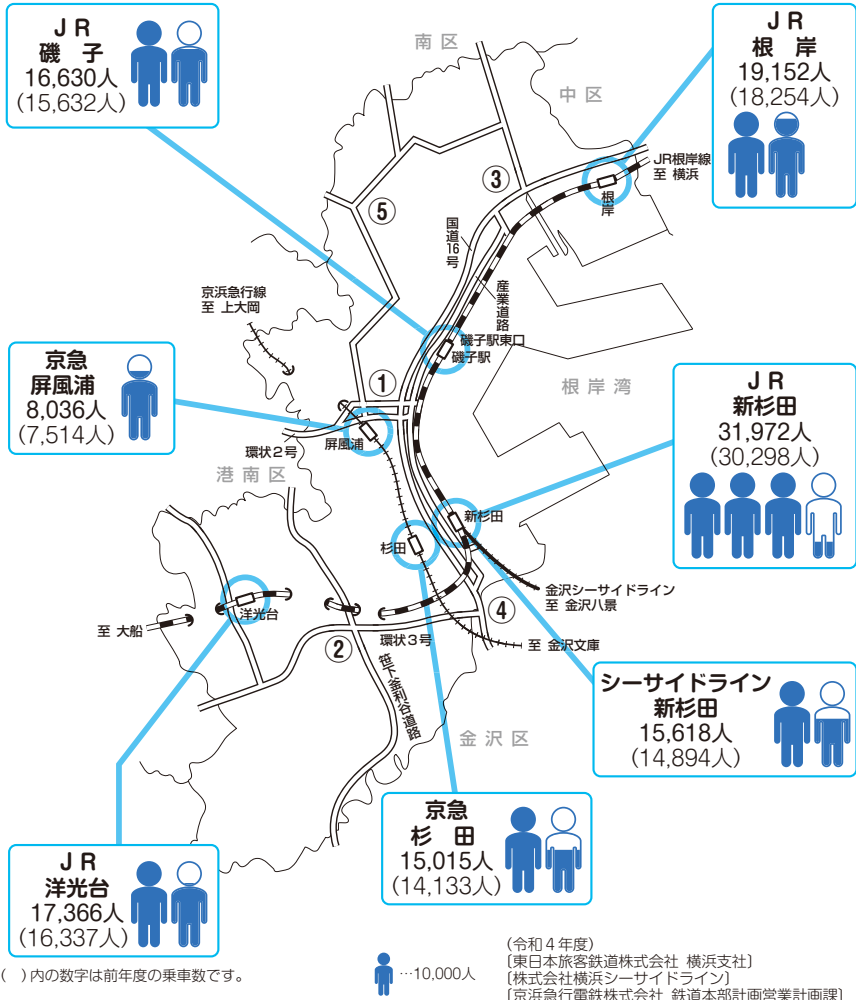 JR
磯子
16,630人
(15,632人)
JR
根岸
19,152人
(18,254人)
南区
中区
JR根岸線
至 横浜
根岸
③
⑤
国道16号
産業道路
京浜急行線
至 上大岡
磯子駅東口
磯子駅
京急
屏風浦
8,036人
(7,514人)
①
根岸湾
屏風浦
環状2号
港南区
JR
新杉田
31,972人
(30,298人)
新杉田
杉田
金沢シーサイドライン
至 金沢八景
洋光台
④
至 大船
②
環状3号
至 金沢文庫
笹下釜利谷道路
金沢区
シーサイドライン
新杉田
15,618人
(14,894人)
京急
杉田
15,015人
(14,133人)
JR
洋光台
17,366人
(16,337人)
( )内の数字は前年度の乗車数です。
…10,000人
(令和4年度)
〔東日本旅客鉄道株式会社 横浜支社〕
〔株式会社横浜シーサイドライン〕
〔京浜急行電鉄株式会社 鉄道本部計画営業計画課〕